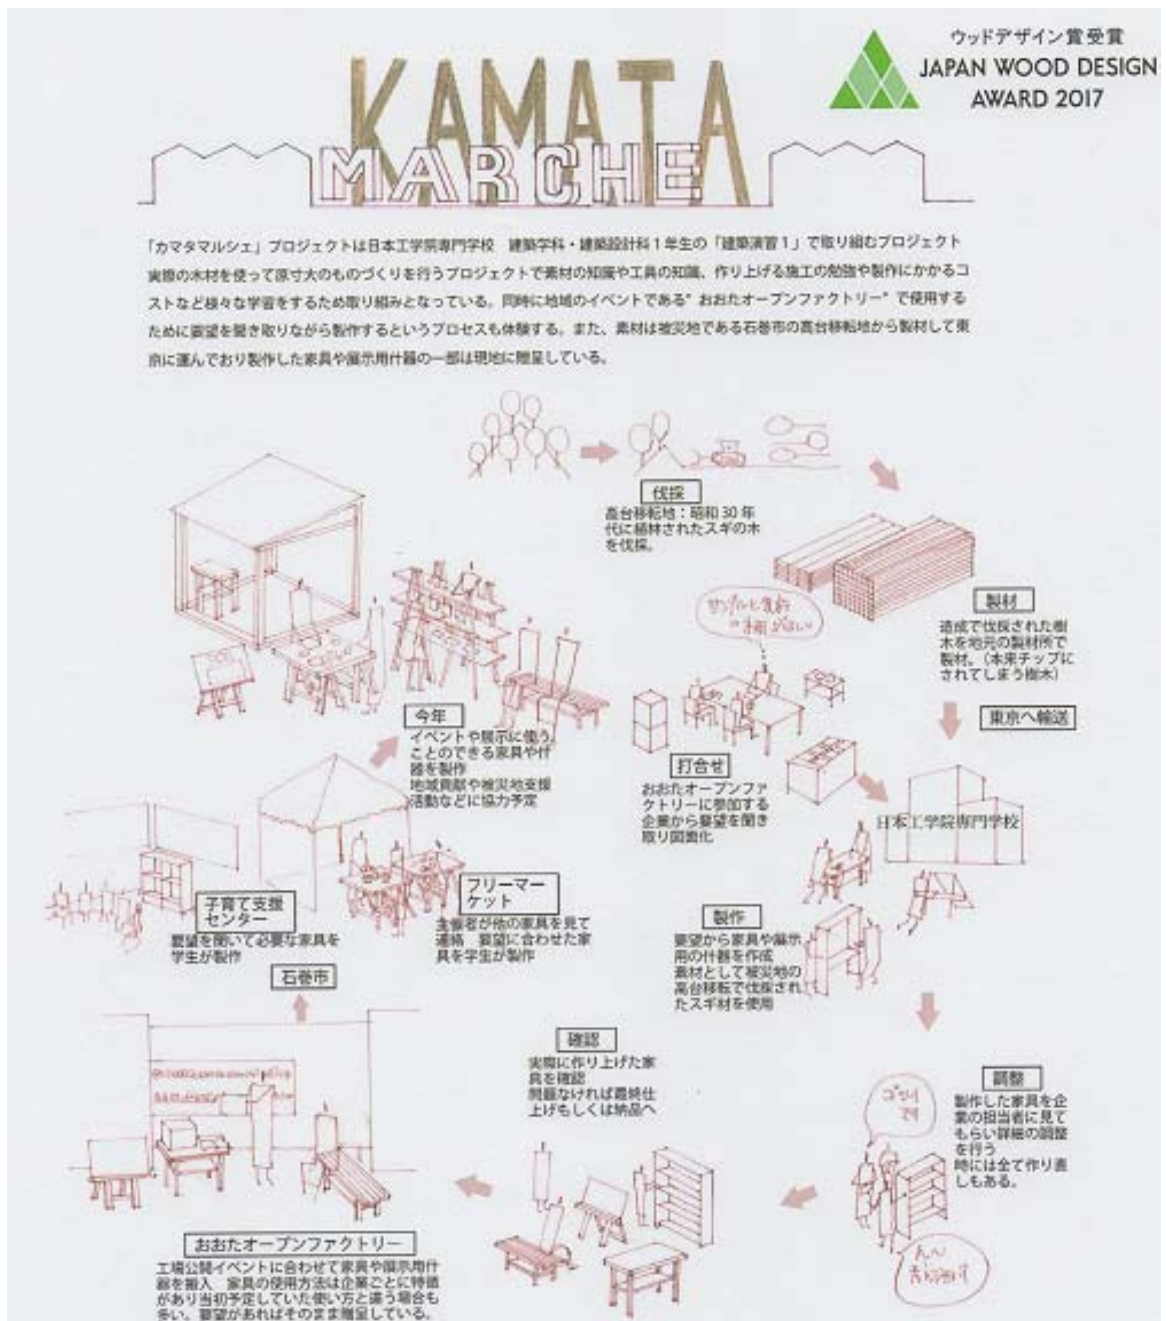 ウッドデザイン賞受賞
JAPAN WOOD DESIGN
AWARD 2017
KAMATA
MARCHE
「カマタマルシェ」プロジェクトは日本工学院専門学校 建築学科・建築設計科1年生の「建築演習1」で取り組むプロジェクト
実際の木材を使って原寸大のものづくりを行うプロジェクトで素材の知識や工具の知識、作り上げる施工の勉強や製作にかかるコ
ストなど様々な学習をするため取り組みとなっている。同時に地域のイベントである"おおたオープンファクトリー"で使用する
ために要望を聞き取りながら製作するというプロセスも体験する。また、素材は被災地である石巻市の高台移転地から製材して東
京に運んでおり製作した家具や展示用什器の一部は現地に贈呈している。
伐採
高台移転地：昭和30年
代に植林されたスギの木
を伐採。
製材
造成で伐採された樹
木を地元の製材所で
製材。（本来チップに
されてしまう樹木）
東京へ輸送
打合せ
おおたオープンファ
クトリーに参加する
企業から要望を聞き
取り図面化
日本工学院専門学校
製作
要望から家具や展示
用の什器を作成
素材として被災地の
高台移転で伐採され
たスギ材を使用
調整
製作した家具を企
業の担当者に見て
もらい詳細の調整
を行う
時には全て作り直
しもある。
確認
実際に作り上げた家
具を確認
問題なければ最終仕
上げもしくは納品へ
おおたオープンファクトリー
工場公開イベントに合わせて家具や展示用什
器を搬入 家具の使用方法は企業ごとに特徴
があり当初予定していた使い方と違う場合も
多い。要望があればそのまま贈呈している。
石巻市
子育て支援
センター
要望を聞いて必要な家具を
学生が製作
フリーマー
ケット
主催者が他の家具を見て
連絡 要望に合わせた家
具を学生が製作
今年
イベントや展示に使う
ことのできる家具や什
器を製作
地域貢献や被災地支援
活動などに協力予定